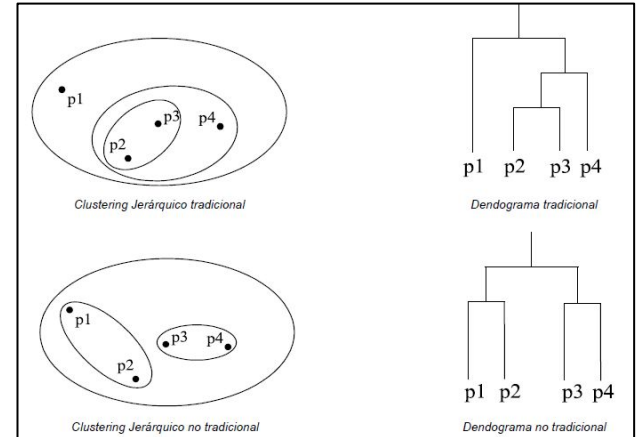 p1
p3
p4
p2
Clustering Jerárquico tradicional
p1 p2 p3 p4
Dendograma tradicional
p1
p3 p4
p2
Clustering Jerárquico no tradicional
p1 p2 p3 p4
Dendograma no tradicional